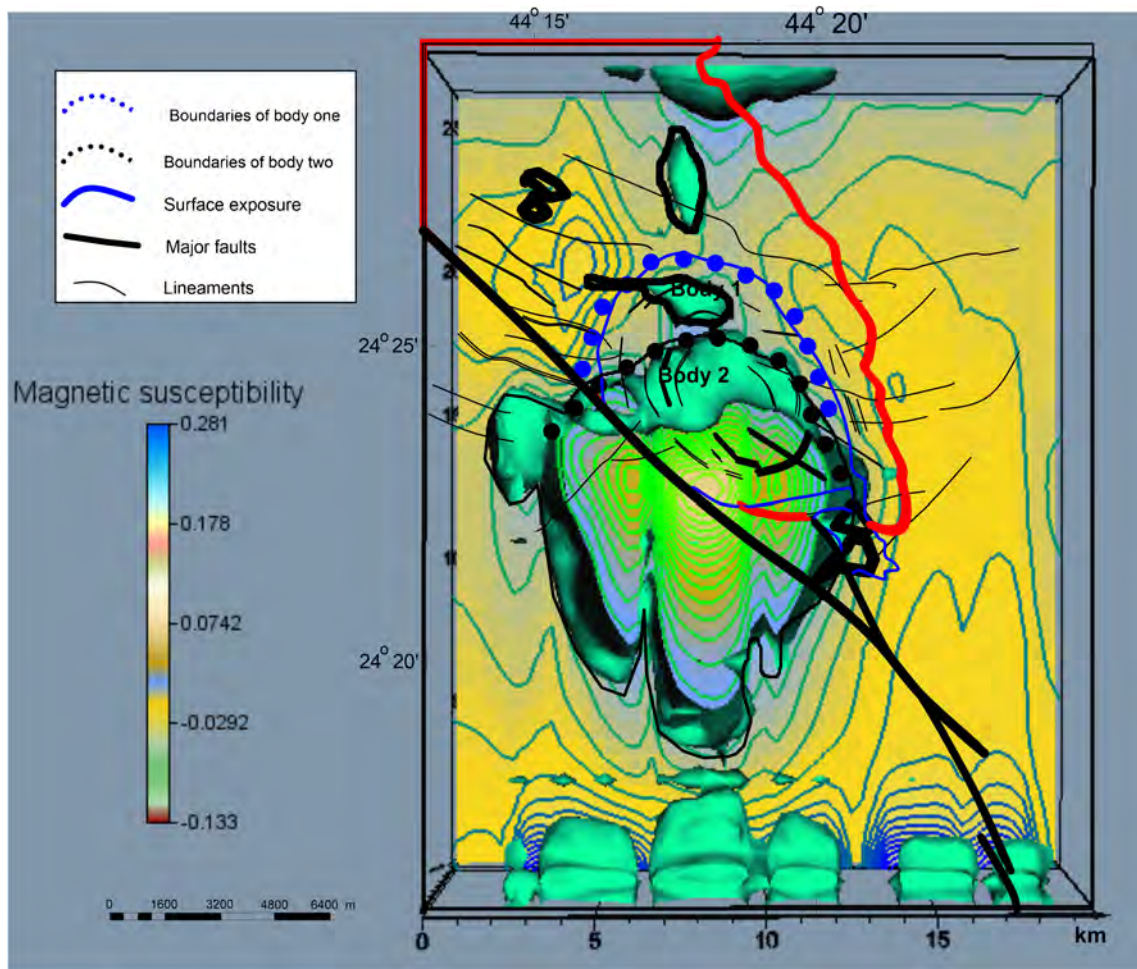 44° 15'
44° 20'
Boundaries of body one
Boundaries of body two
Surface exposure
Major faults
Lineaments
Body 1
24° 25'
Body 2
Magnetic susceptibility
0.281
0.178
0.0742
-0.0292
-0.133
24° 20'
0 1600 3200 4800 6400 m
0 5 10 15 km